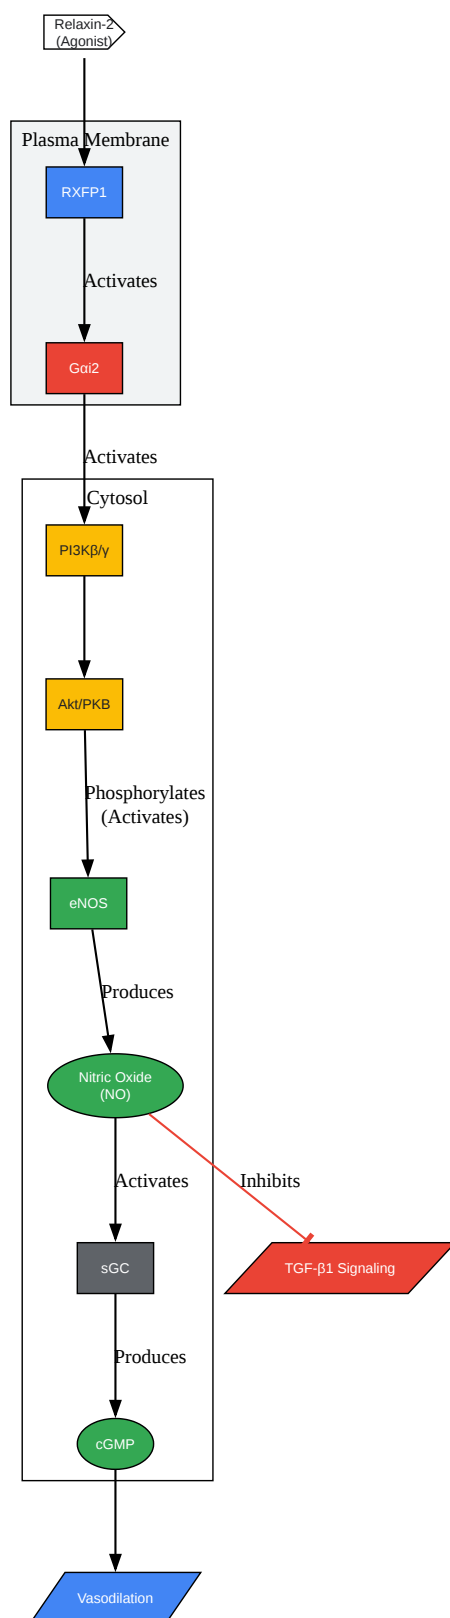 Relaxin-2
(Agonist)
Plasma Membrane
RXFP1
Activates
Gαi2
Activates
Cytosol
PI3Kβ/γ
Akt/PKB
Phosphorylates
(Activates)
eNOS
Produces
Nitric Oxide
(NO)
Activates
Inhibits
sGC
TGF-β1 Signaling
Produces
cGMP
Vasodilation